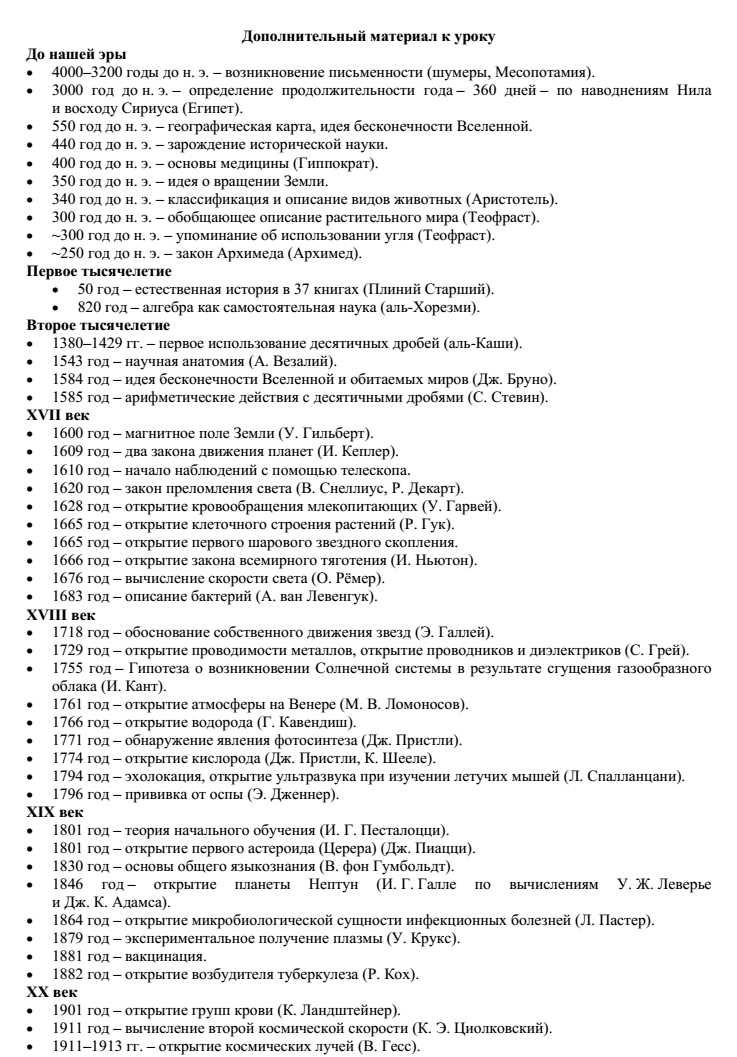 Дополнительный материал к уроку
До нашей эры
• 4000–3200 годы до н. э. – возникновение письменности (шумеры, Месопотамия).
• 3000 год до н. э. – определение продолжительности года – 360 дней – по наводнениям Нила
и восходу Сириуса (Египет).
• 550 год до н. э. – географическая карта, идея бесконечности Вселенной.
• 440 год до н. э. – зарождение исторической науки.
• 400 год до н. э. – основы медицины (Гиппократ).
• 350 год до н. э. – идея о вращении Земли.
• 340 год до н. э. – классификация и описание видов животных (Аристотель).
• 300 год до н. э. – обобщающее описание растительного мира (Теофраст).
• ~300 год до н. э. – упоминание об использовании угля (Теофраст).
• ~250 год до н. э. – закон Архимеда (Архимед).
Первое тысячелетие
• 50 год – естественная история в 37 книгах (Плиний Старший).
• 820 год – алгебра как самостоятельная наука (аль-Хорезми).
Второе тысячелетие
• 1380–1429 гг. – первое использование десятичных дробей (аль-Каши).
• 1543 год – научная анатомия (А. Везалий).
• 1584 год – идея бесконечности Вселенной и обитаемых миров (Дж. Бруно).
• 1585 год – арифметические действия с десятичными дробями (С. Стевин).
XVII век
• 1600 год – магнитное поле Земли (У. Гильберт).
• 1609 год – два закона движения планет (И. Кеплер).
• 1610 год – начало наблюдений с помощью телескопа.
• 1620 год – закон преломления света (В. Снеллиус, Р. Декарт).
• 1628 год – открытие кровообращения млекопитающих (У. Гарвей).
• 1665 год – открытие клеточного строения растений (Р. Гук).
• 1665 год – открытие первого шарового звездного скопления.
• 1666 год – открытие закона всемирного тяготения (И. Ньютон).
• 1676 год – вычисление скорости света (О. Рёмер).
• 1683 год – описание бактерий (А. ван Левенгук).
XVIII век
• 1718 год – обоснование собственного движения звезд (Э. Галлей).
• 1729 год – открытие проводимости металлов, открытие проводников и диэлектриков (С. Грей).
• 1755 год – Гипотеза о возникновении Солнечной системы в результате сгущения газообразного
облака (И. Кант).
• 1761 год – открытие атмосферы на Венере (М. В. Ломоносов).
• 1766 год – открытие водорода (Г. Кавендиш).
• 1771 год – обнаружение явления фотосинтеза (Дж. Пристли).
• 1774 год – открытие кислорода (Дж. Пристли, К. Шееле).
• 1794 год – эхолокация, открытие ультразвука при изучении летучих мышей (Л. Спалланцани).
• 1796 год – прививка от оспы (Э. Дженнер).
XIX век
• 1801 год – теория начального обучения (И. Г. Песталоцци).
• 1801 год – открытие первого астероида (Церера) (Дж. Пиацци).
• 1830 год – основы общего языкознания (В. фон Гумбольдт).
• 1846 год – открытие планеты Нептун (И. Г. Галле по вычислениям У. Ж. Леверье
и Дж. К. Адамса).
• 1864 год – открытие микробиологической сущности инфекционных болезней (Л. Пастер).
• 1879 год – экспериментальное получение плазмы (У. Крукс).
• 1881 год – вакцинация.
• 1882 год – открытие возбудителя туберкулеза (Р. Кох).
XX век
• 1901 год – открытие групп крови (К. Ландштейнер).
• 1911 год – вычисление второй космической скорости (К. Э. Циолковский).
• 1911–1913 гг. – открытие космических лучей (В. Гесс).